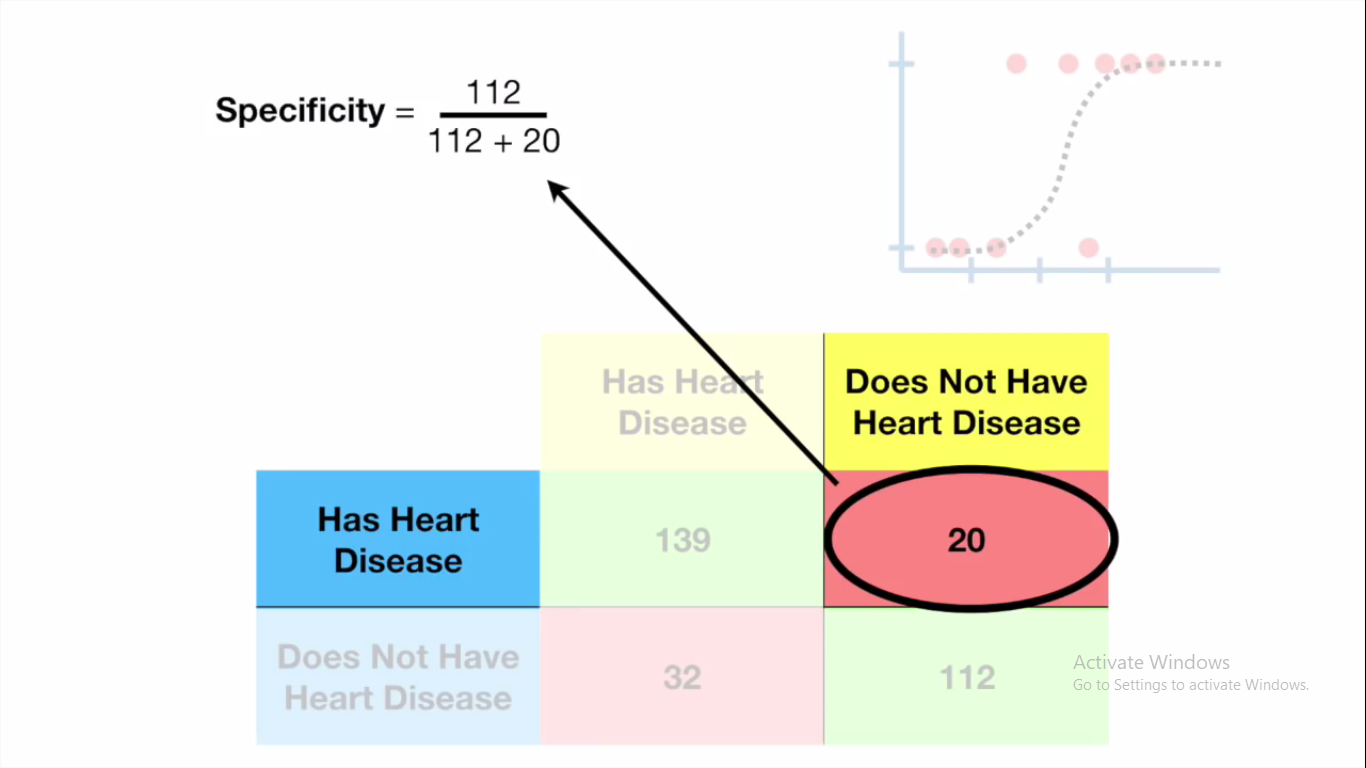 Specificity = 112
112 + 20
Has Heart
Disease
Does Not Have
Heart Disease
Has Heart
Disease
139
20
Does Not Have
Heart Disease
32
112
Activate Windows
Go to Settings to activate Windows.